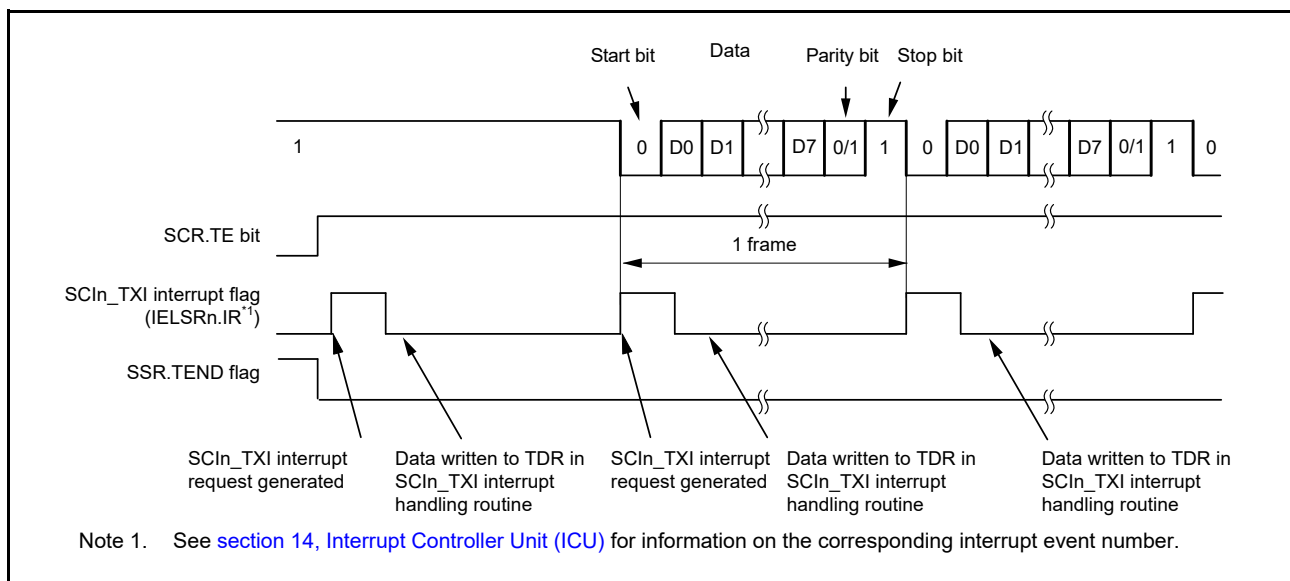 Start bit Data Parity bit Stop bit
1 0 D0 D1 D7 0/1 1 0 D0 D1 D7 0/1 1 0
SCR.TE bit
1 frame
SCIn_TXI interrupt flag
(IELSRn.IR*1)
SSR.TEND flag
SCIn_TXI interrupt
request generated
Data written to TDR in
SCIn_TXI interrupt
handling routine
SCIn_TXI interrupt
request generated
Data written to TDR in
SCIn_TXI interrupt
handling routine
Data written to TDR in
SCIn_TXI interrupt
handling routine
Note 1. See section 14, Interrupt Controller Unit (ICU) for information on the corresponding interrupt event number.